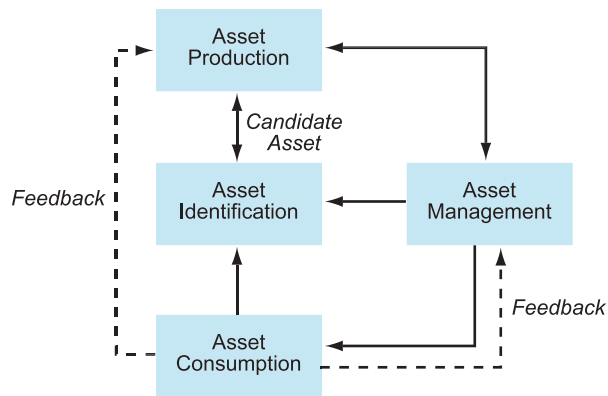 Asset
Production
Candidate
Asset
Feedback
Asset
Identification
Asset
Management
Feedback
Asset
Consumption